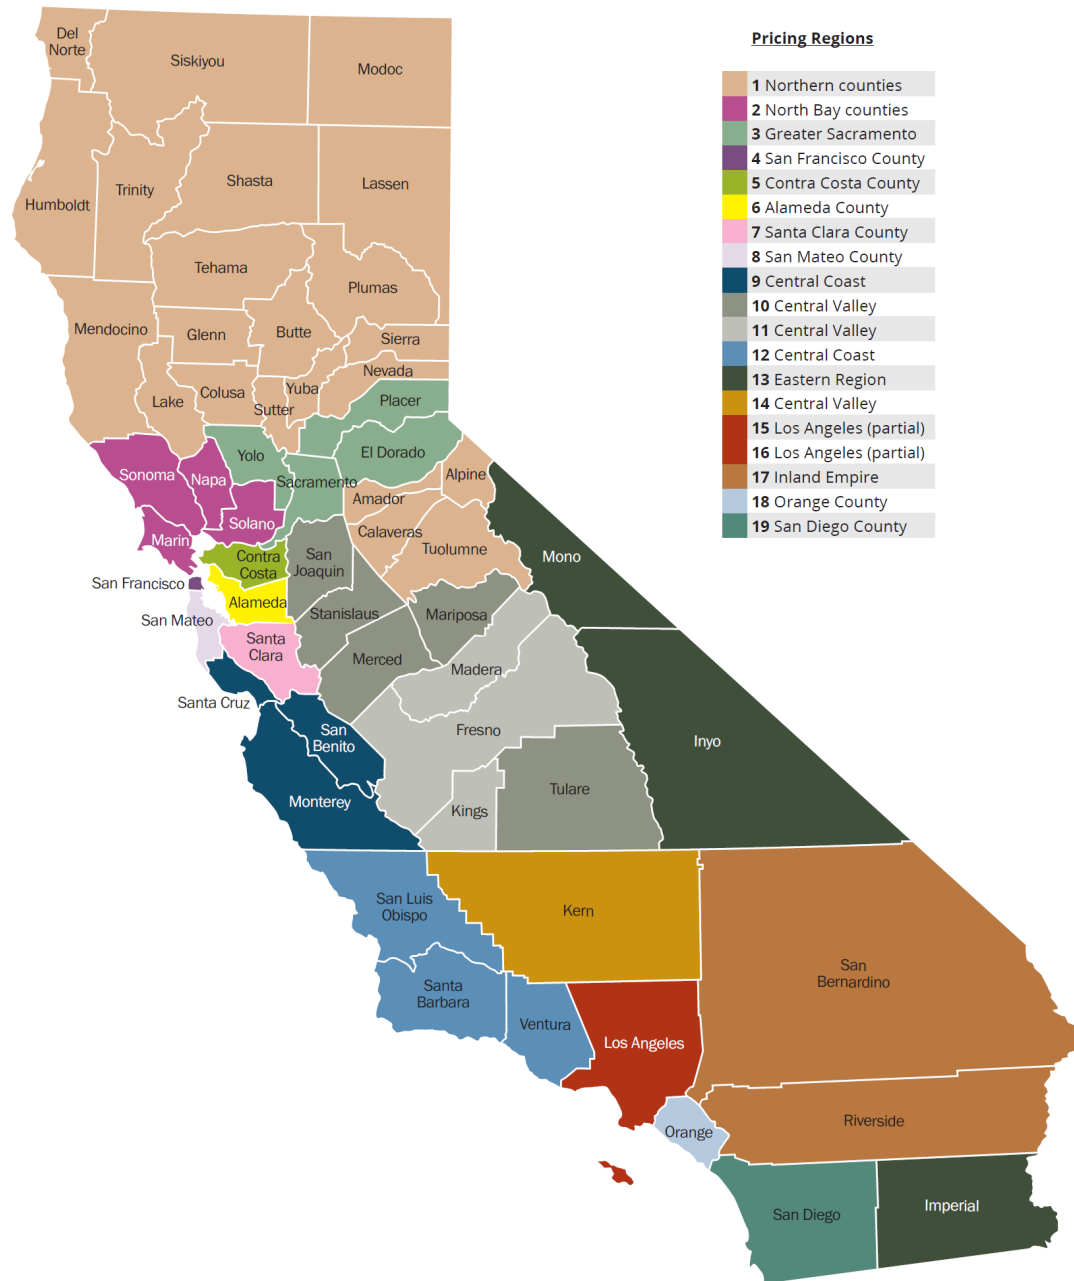 Pricing Regions
1 Northern counties
2 North Bay counties
3 Greater Sacramento
4 San Francisco County
5 Contra Costa County
6 Alameda County
7 Santa Clara County
8 San Mateo County
9 Central Coast
10 Central Valley
11 Central Valley
12 Central Coast
13 Eastern Region
14 Central Valley
15 Los Angeles (partial)
16 Los Angeles (partial)
17 Inland Empire
18 Orange County
19 San Diego County
Del
Norte
Siskiyou
Modoc
Humboldt
Trinity
Shasta
Lassen
Tehama
Plumas
Mendocino
Glenn
Butte
Sierra
Nevada
Lake
Colusa
Sutter
Yuba
Placer
El Dorado
Yolo
Sacramento
Sonoma
Napa
Solano
Marin
Alpine
Amador
Calaveras
Tuolumne
Mono
Contra
Costa
San
Joaquin
San Francisco
Alameda
Stanislaus
Mariposa
San Mateo
Santa
Clara
Merced
Madera
Santa Cruz
San
Benito
Fresno
Inyo
Monterey
Kings
Tulare
San Luis
Obispo
Kern
San
Bernardino
Santa
Barbara
Ventura
Los Angeles
Orange
Riverside
San Diego
Imperial